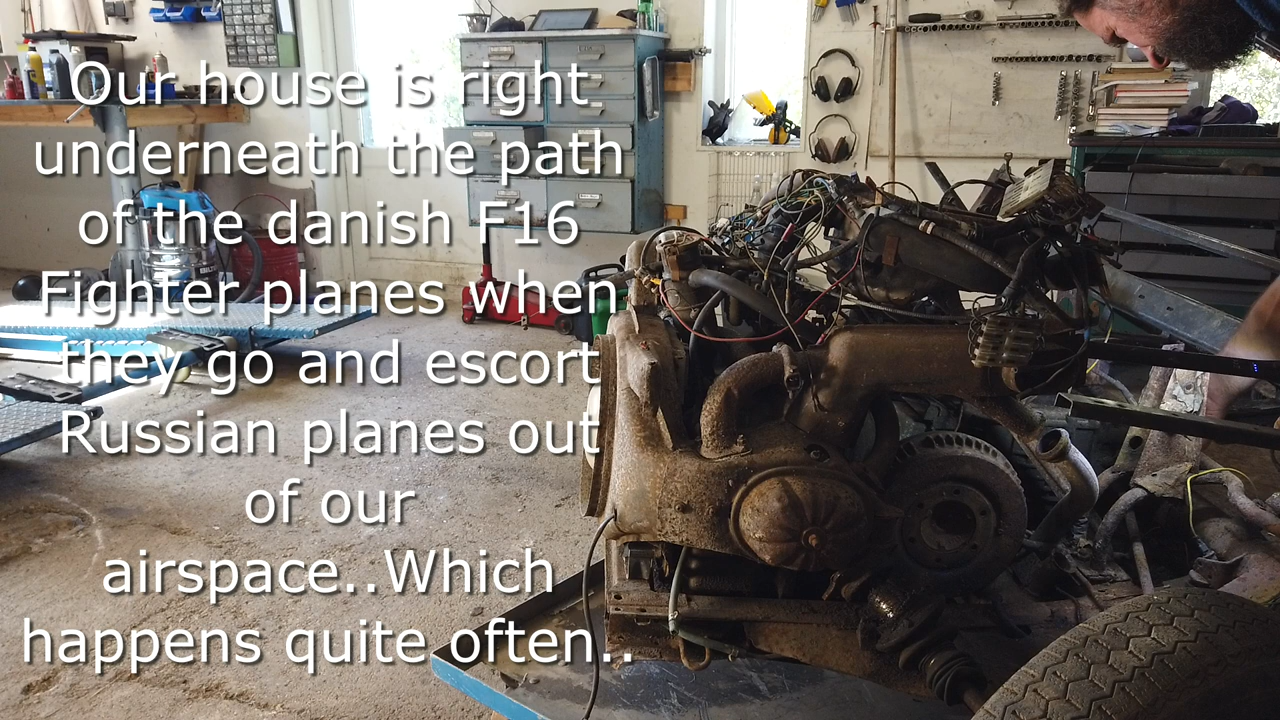 Our house is right
underneath the path
of the danish F16
Fighter planes when
they go and escort
Russian planes out
of our
airspace..Which
happens quite often..